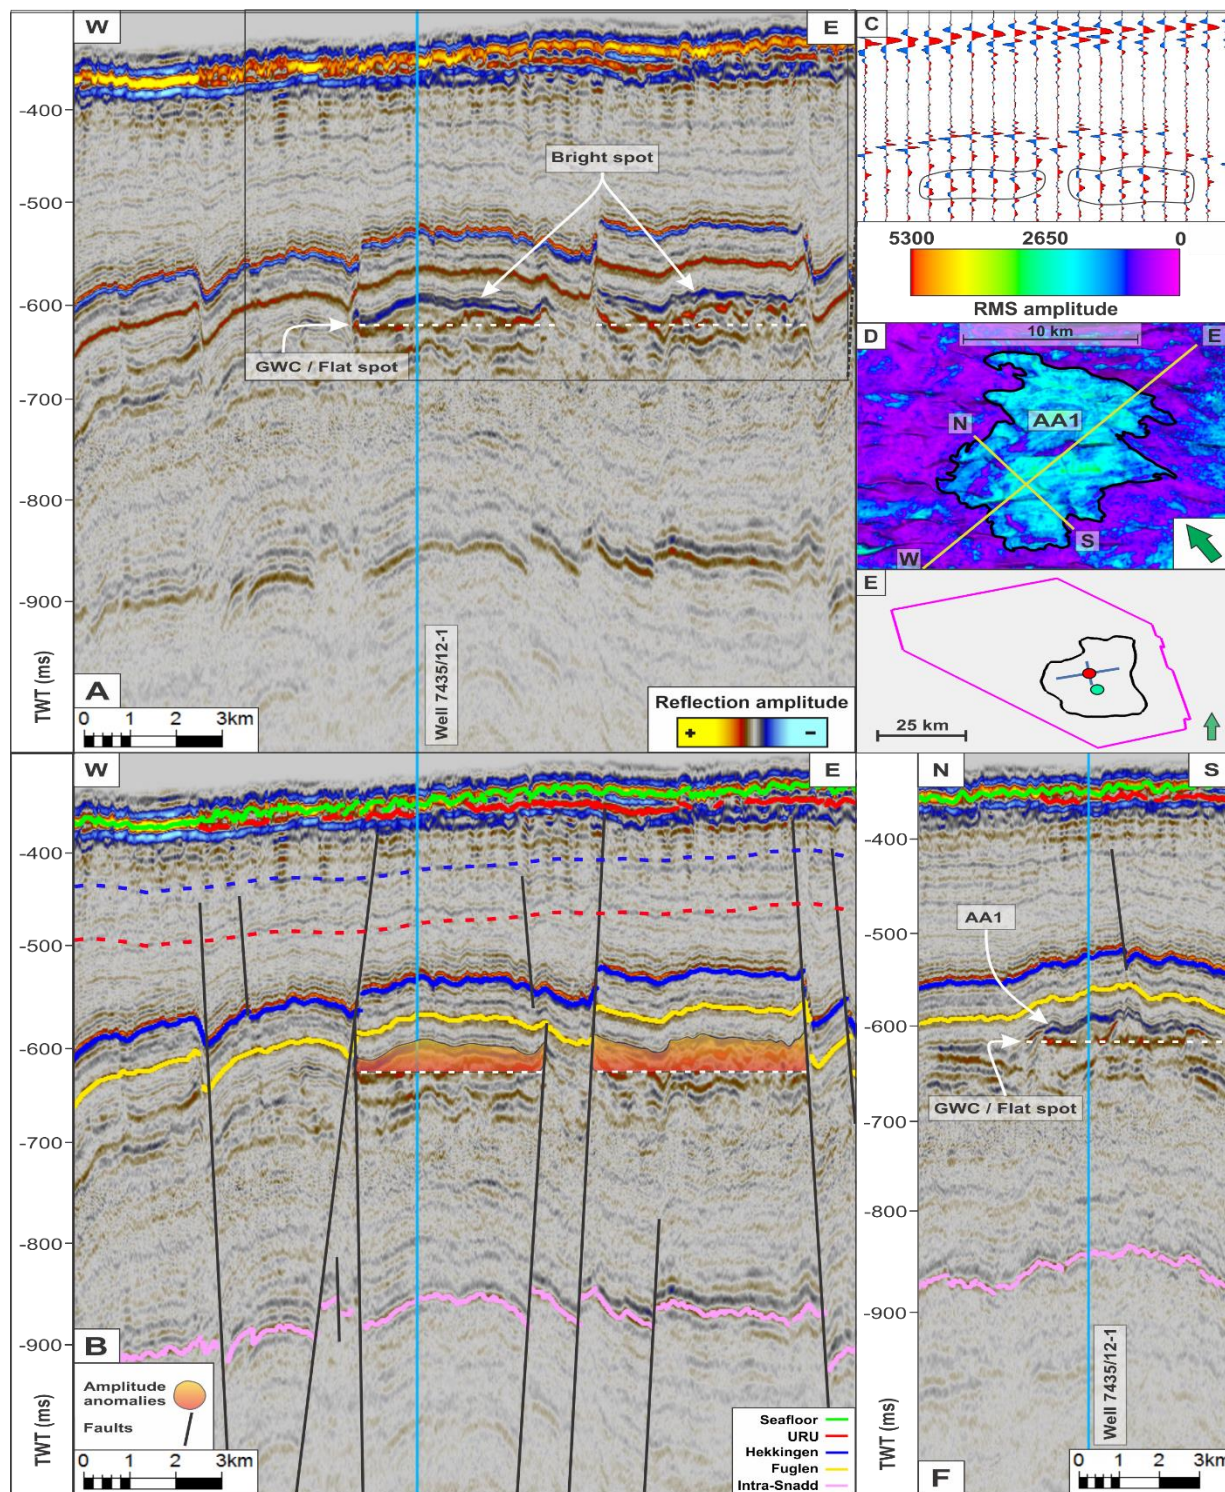 W
E
-400
-500
-600
-700
-800
-900
TWT (ms)
Bright spot
GWC / Flat spot
Well 7435/12-1
A
0 1 2 3km
Reflection amplitude
+ -
C
5300 2650 0
RMS amplitude
D
10 km
E
AA1
N
S
W
E
25 km
W
E
-400
-500
-600
-700
-800
-900
TWT (ms)
B
Amplitude
anomalies
Faults
0 1 2 3km
Seafloor
URU
Hekkingen
Fuglen
Intra-Snadd
N
S
-400
-500
-600
-700
-800
-900
TWT (ms)
AA1
GWC / Flat spot
Well 7435/12-1
F
0 1 2 3km